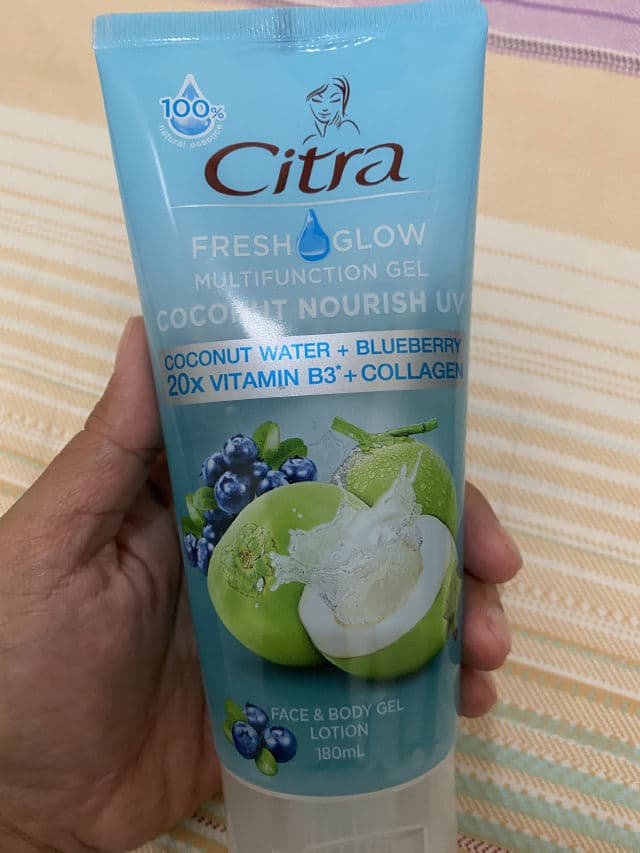 100%
natural essence
Citra
FRESH GLOW
MULTIFUNCTION GEL
COCONUT NOURISH UV
COCONUT WATER + BLUEBERRY
20X VITAMIN B3* + COLLAGEN
FACE & BODY GEL
LOTION
180mL